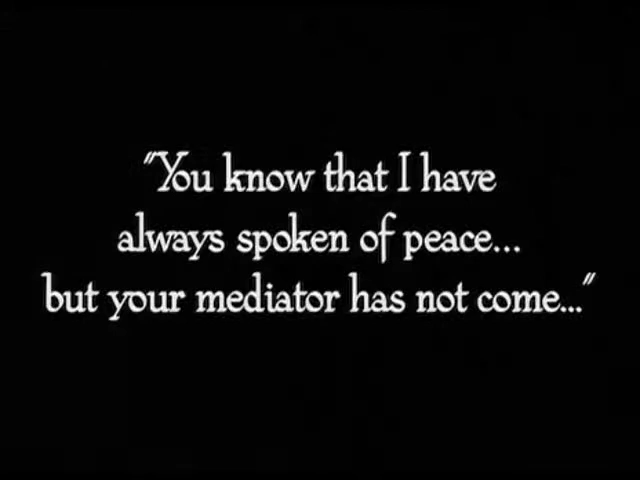 "You know that I have
always spoken of peace...
but your mediator has not come..."